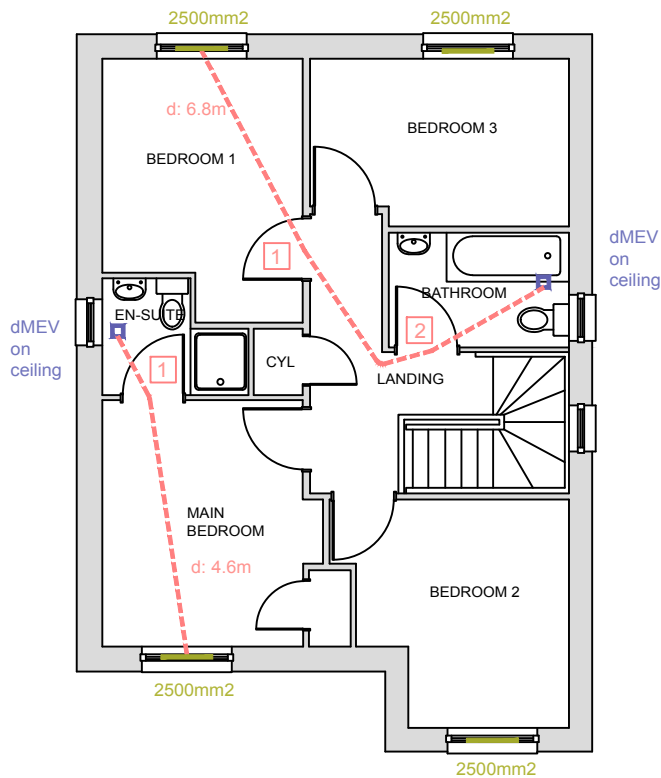 2500mm2
2500mm2
d: 6.8m
BEDROOM 3
BEDROOM 1
dMEV
on
ceiling
1
BATHROOM
EN-SUITE
dMEV
on
ceiling
2
CYL
1
LANDING
MAIN
BEDROOM
d: 4.6m
BEDROOM 2
2500mm2
2500mm2